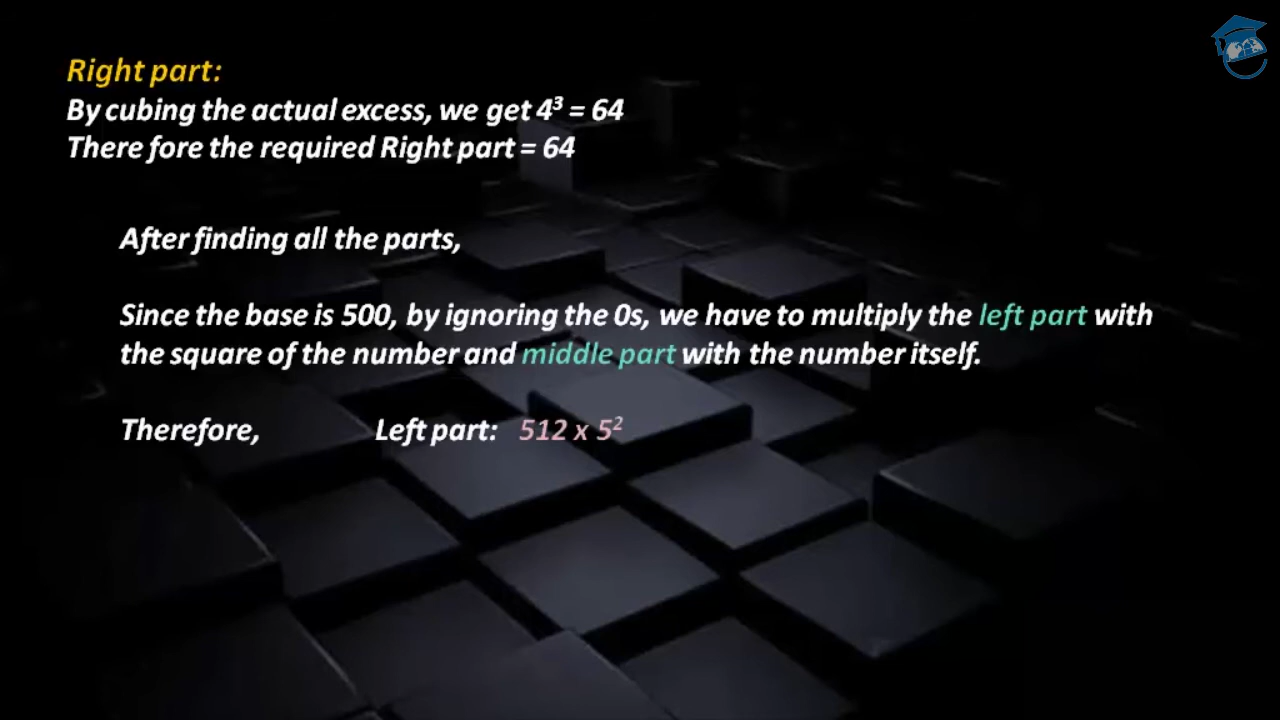 Right part:
By cubing the actual excess, we get 4³ = 64
There fore the required Right part = 64
After finding all the parts,
Since the base is 500, by ignoring the 0s, we have to multiply the left part with
the square of the number and middle part with the number itself.
Therefore, Left part: 512 x 5²